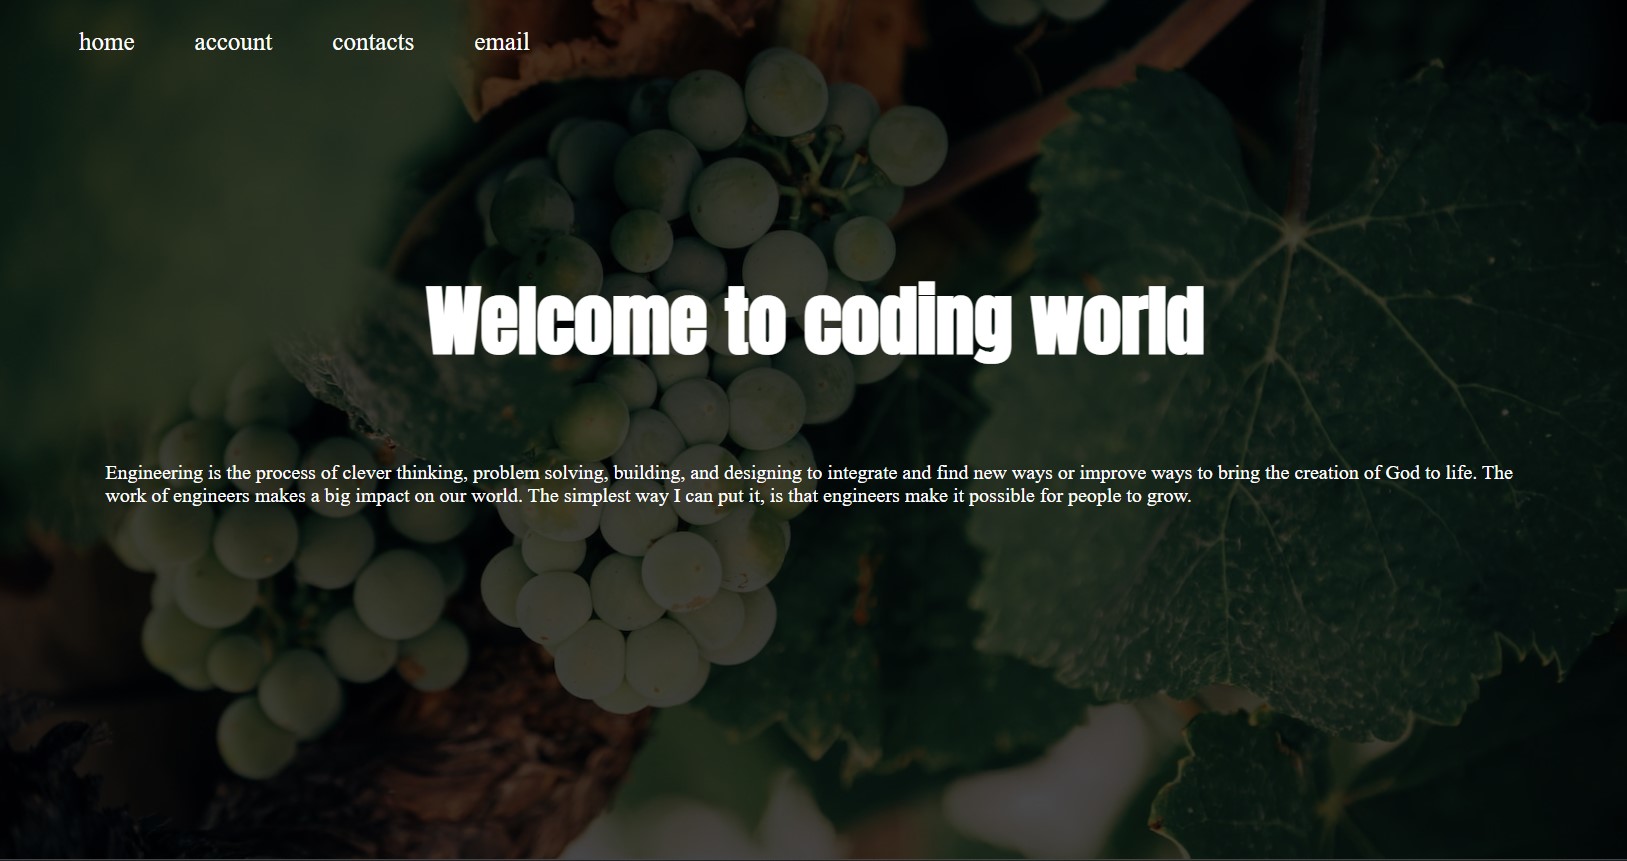 home account contacts email
Welcome to coding world
Engineering is the process of clever thinking, problem solving, building, and designing to integrate and find new ways or improve ways to bring the creation of God to life. The
work of engineers makes a big impact on our world. The simplest way I can put it, is that engineers make it possible for people to grow.